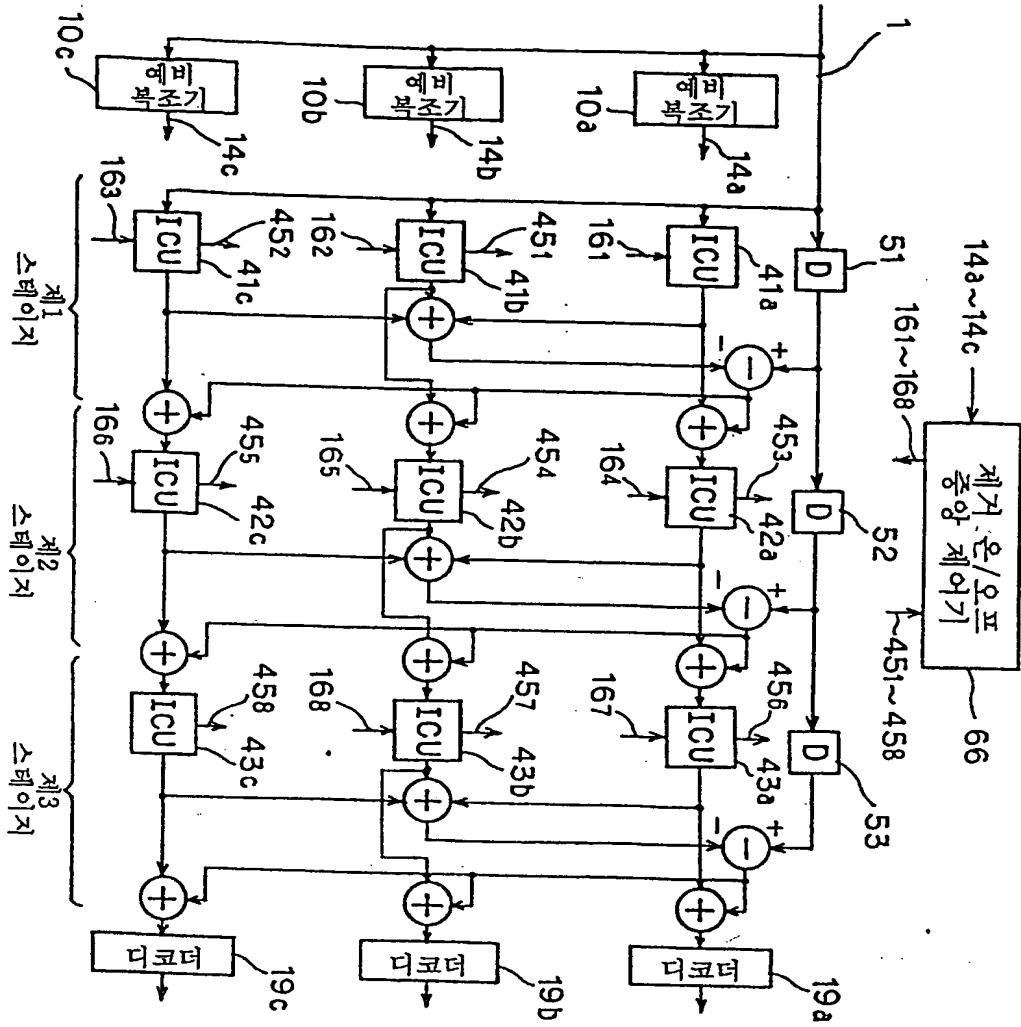 1
예비
복조기
10c
14c
예비
복조기
10b
14b
예비
복조기
10a
14a
163
ICU
452
41c
162
ICU
451
41b
161
ICU
41a
D
51
+
-
-
+
+
+
+
제1
스테이지
14a~14c
161~168
제거 온/오프
중앙 제어기
~451~458
66
166
ICU
455
42c
165
ICU
454
42b
164
ICU
453
42a
D
52
+
-
-
+
+
+
+
제2
스테이지
ICU
458
43c
168
ICU
457
43b
167
ICU
456
43a
D
53
+
-
-
+
+
+
+
제3
스테이지
디코더
19c
디코더
19b
디코더
19a